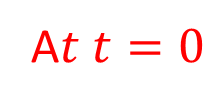 At t = 0